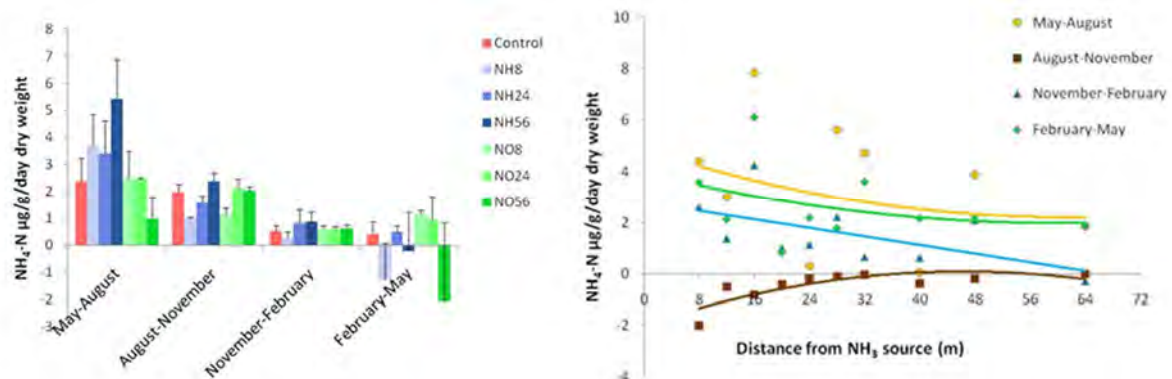 NH₄-N µg/g/day dry weight
8
7
6
5
4
3
2
1
0
-1
-2
-3
May-August
August-November
November-February
February-May
Control
NH8
NH24
NH56
NO8
NO24
NO56
NH₄-N µg/g/day dry weight
10
8
6
4
2
0
-2
-4
0 8 16 24 32 40 48 56 64 72
Distance from NH₃ source (m)
May-August
August-November
November-February
February-May